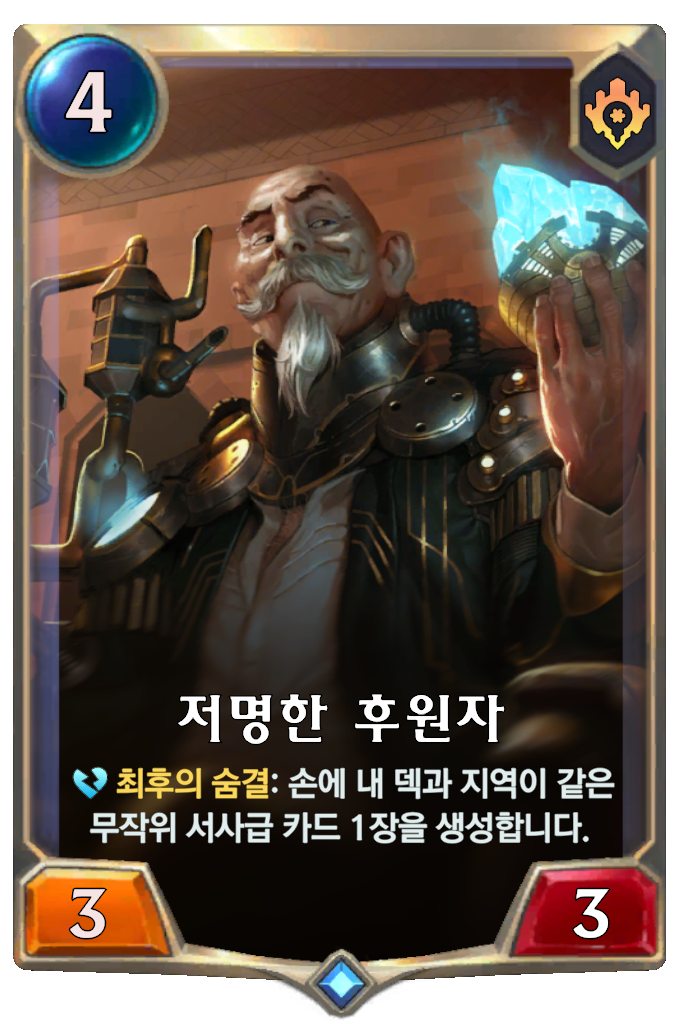 4
저명한 후원자
최후의 숨결: 손에 내 덱과 지역이 같은
무작위 서사급 카드 1장을 생성합니다.
3
3